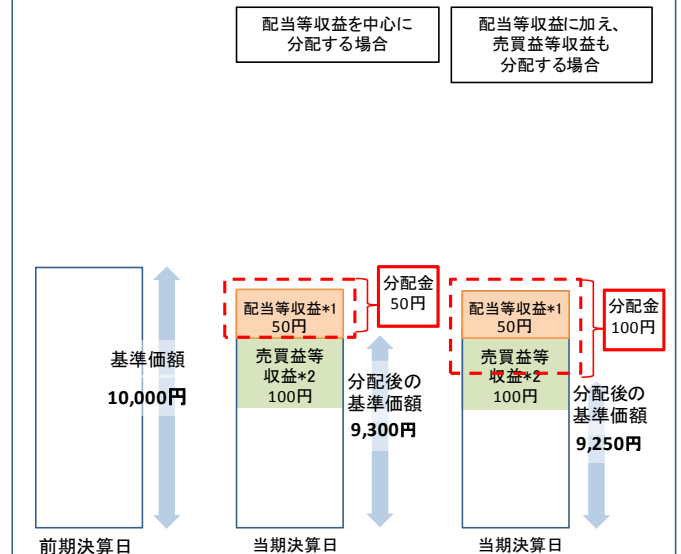 配当等収益を中心に
分配する場合
配当等収益に加え、
売買益等収益も
分配する場合
基準価額
10,000円
前期決算日
配当等収益*1
50円
分配金
50円
売買益等
収益*2
100円
分配後の
基準価額
9,300円
当期決算日
配当等収益*1
50円
分配金
100円
売買益等
収益*2
100円
分配後の
基準価額
9,250円
当期決算日